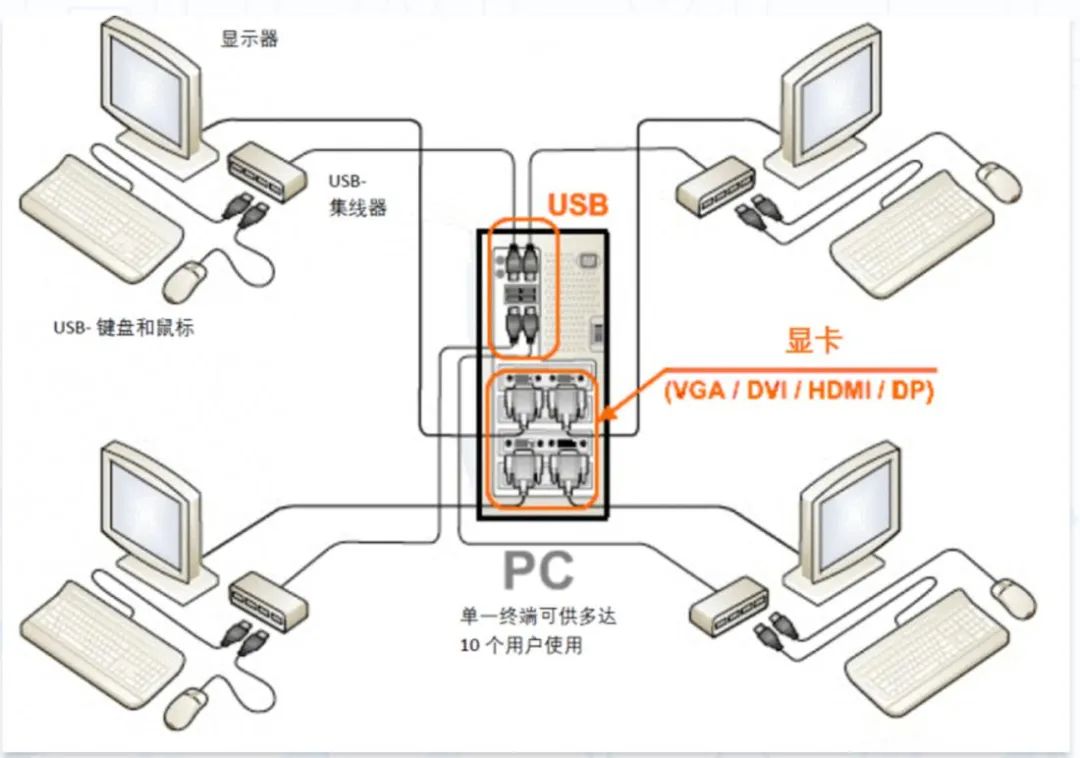 显示器
USB-
集线器
USB
USB- 键盘和鼠标
显卡
(VGA / DVI / HDMI / DP)
PC
单一终端可供多达
10 个用户使用